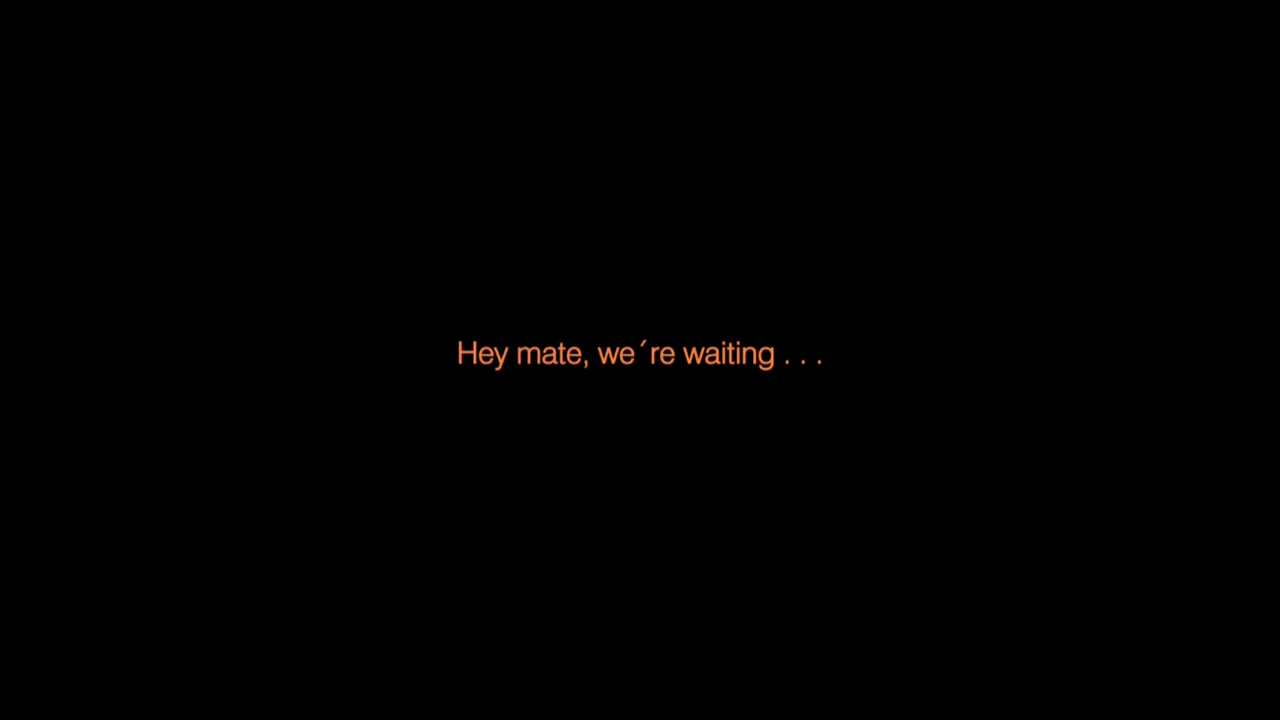 Hey mate, we´re waiting . . .